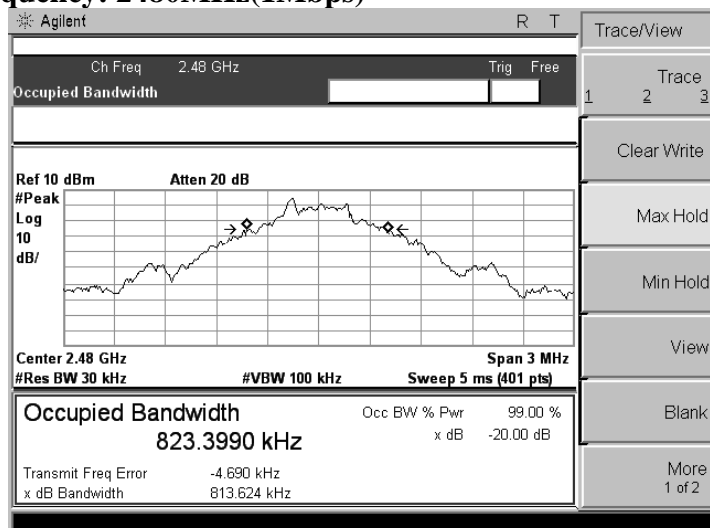 quency: 2480MHz(1Mbps)
Agilent R T
Trace/View
Ch Freq 2.48 GHz Trig Free
Occupied Bandwidth
Trace
1 2 3
Clear Write
Ref 10 dBm Atten 20 dB
#Peak
Log
10
dB/
Max Hold
Min Hold
View
Center 2.48 GHz Span 3 MHz
#Res BW 30 kHz #VBW 100 kHz Sweep 5 ms (401 pts)
Occupied Bandwidth Occ BW % Pwr 99.00 %
823.3990 kHz x dB -20.00 dB
Blank
Transmit Freq Error -4.690 kHz
x dB Bandwidth 813.624 kHz
More
1 of 2